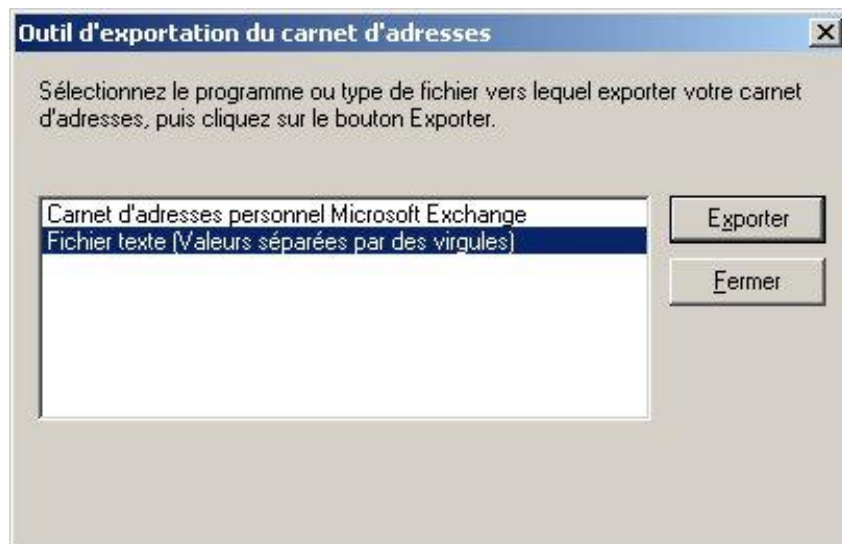 Outil d'exportation du carnet d'adresses
Sélectionnez le programme ou type de fichier vers lequel exporter votre carnet
d'adresses, puis cliquez sur le bouton Exporter.
Carnet d'adresses personnel Microsoft Exchange
Fichier texte (Valeurs séparées par des virgules)
Exporter
Fermer